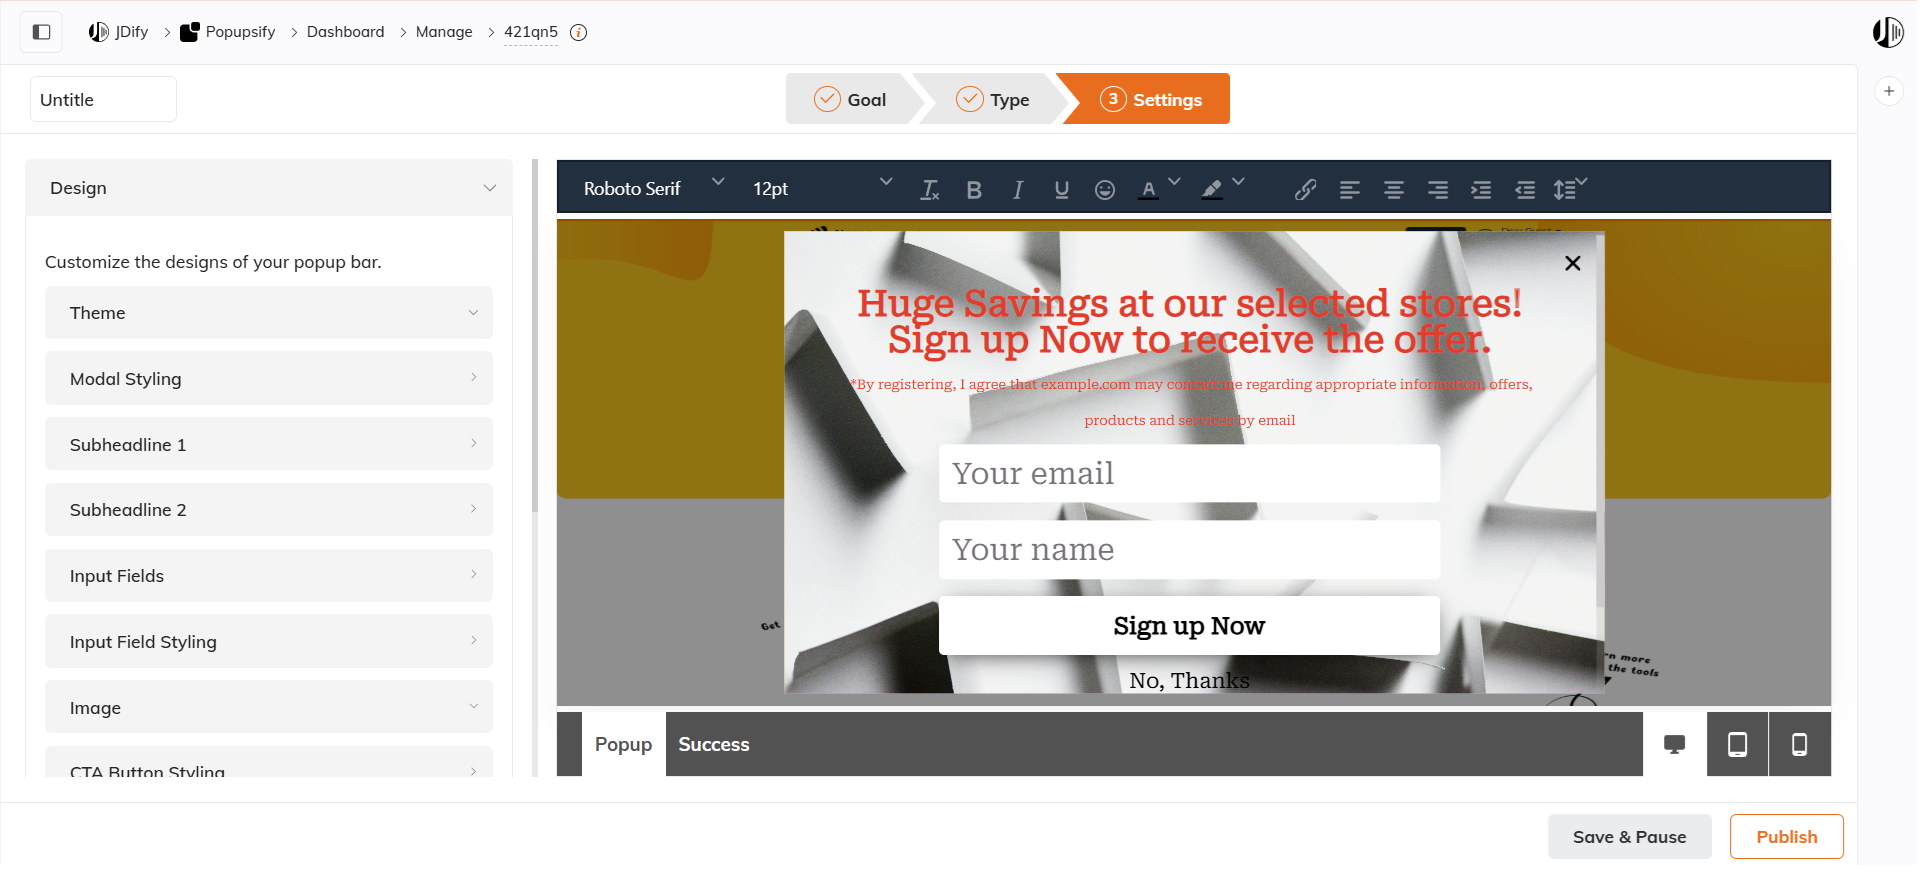 JDify
Popupsify
Dashboard
Manage
421qn5
Untitle
Goal
Type
3 Settings
Design
Customize the designs of your popup bar.
Theme
Modal Styling
Subheadline 1
Subheadline 2
Input Fields
Input Field Styling
Image
CTA Button Styling
Roboto Serif
12pt
Huge Savings at our selected stores!
Sign up Now to receive the offer.
*By registering, I agree that example.com may contact me regarding appropriate information, offers,
products and services by email
Your email
Your name
Sign up Now
No, Thanks
Get
more
the tools
Popup
Success
Save & Pause
Publish